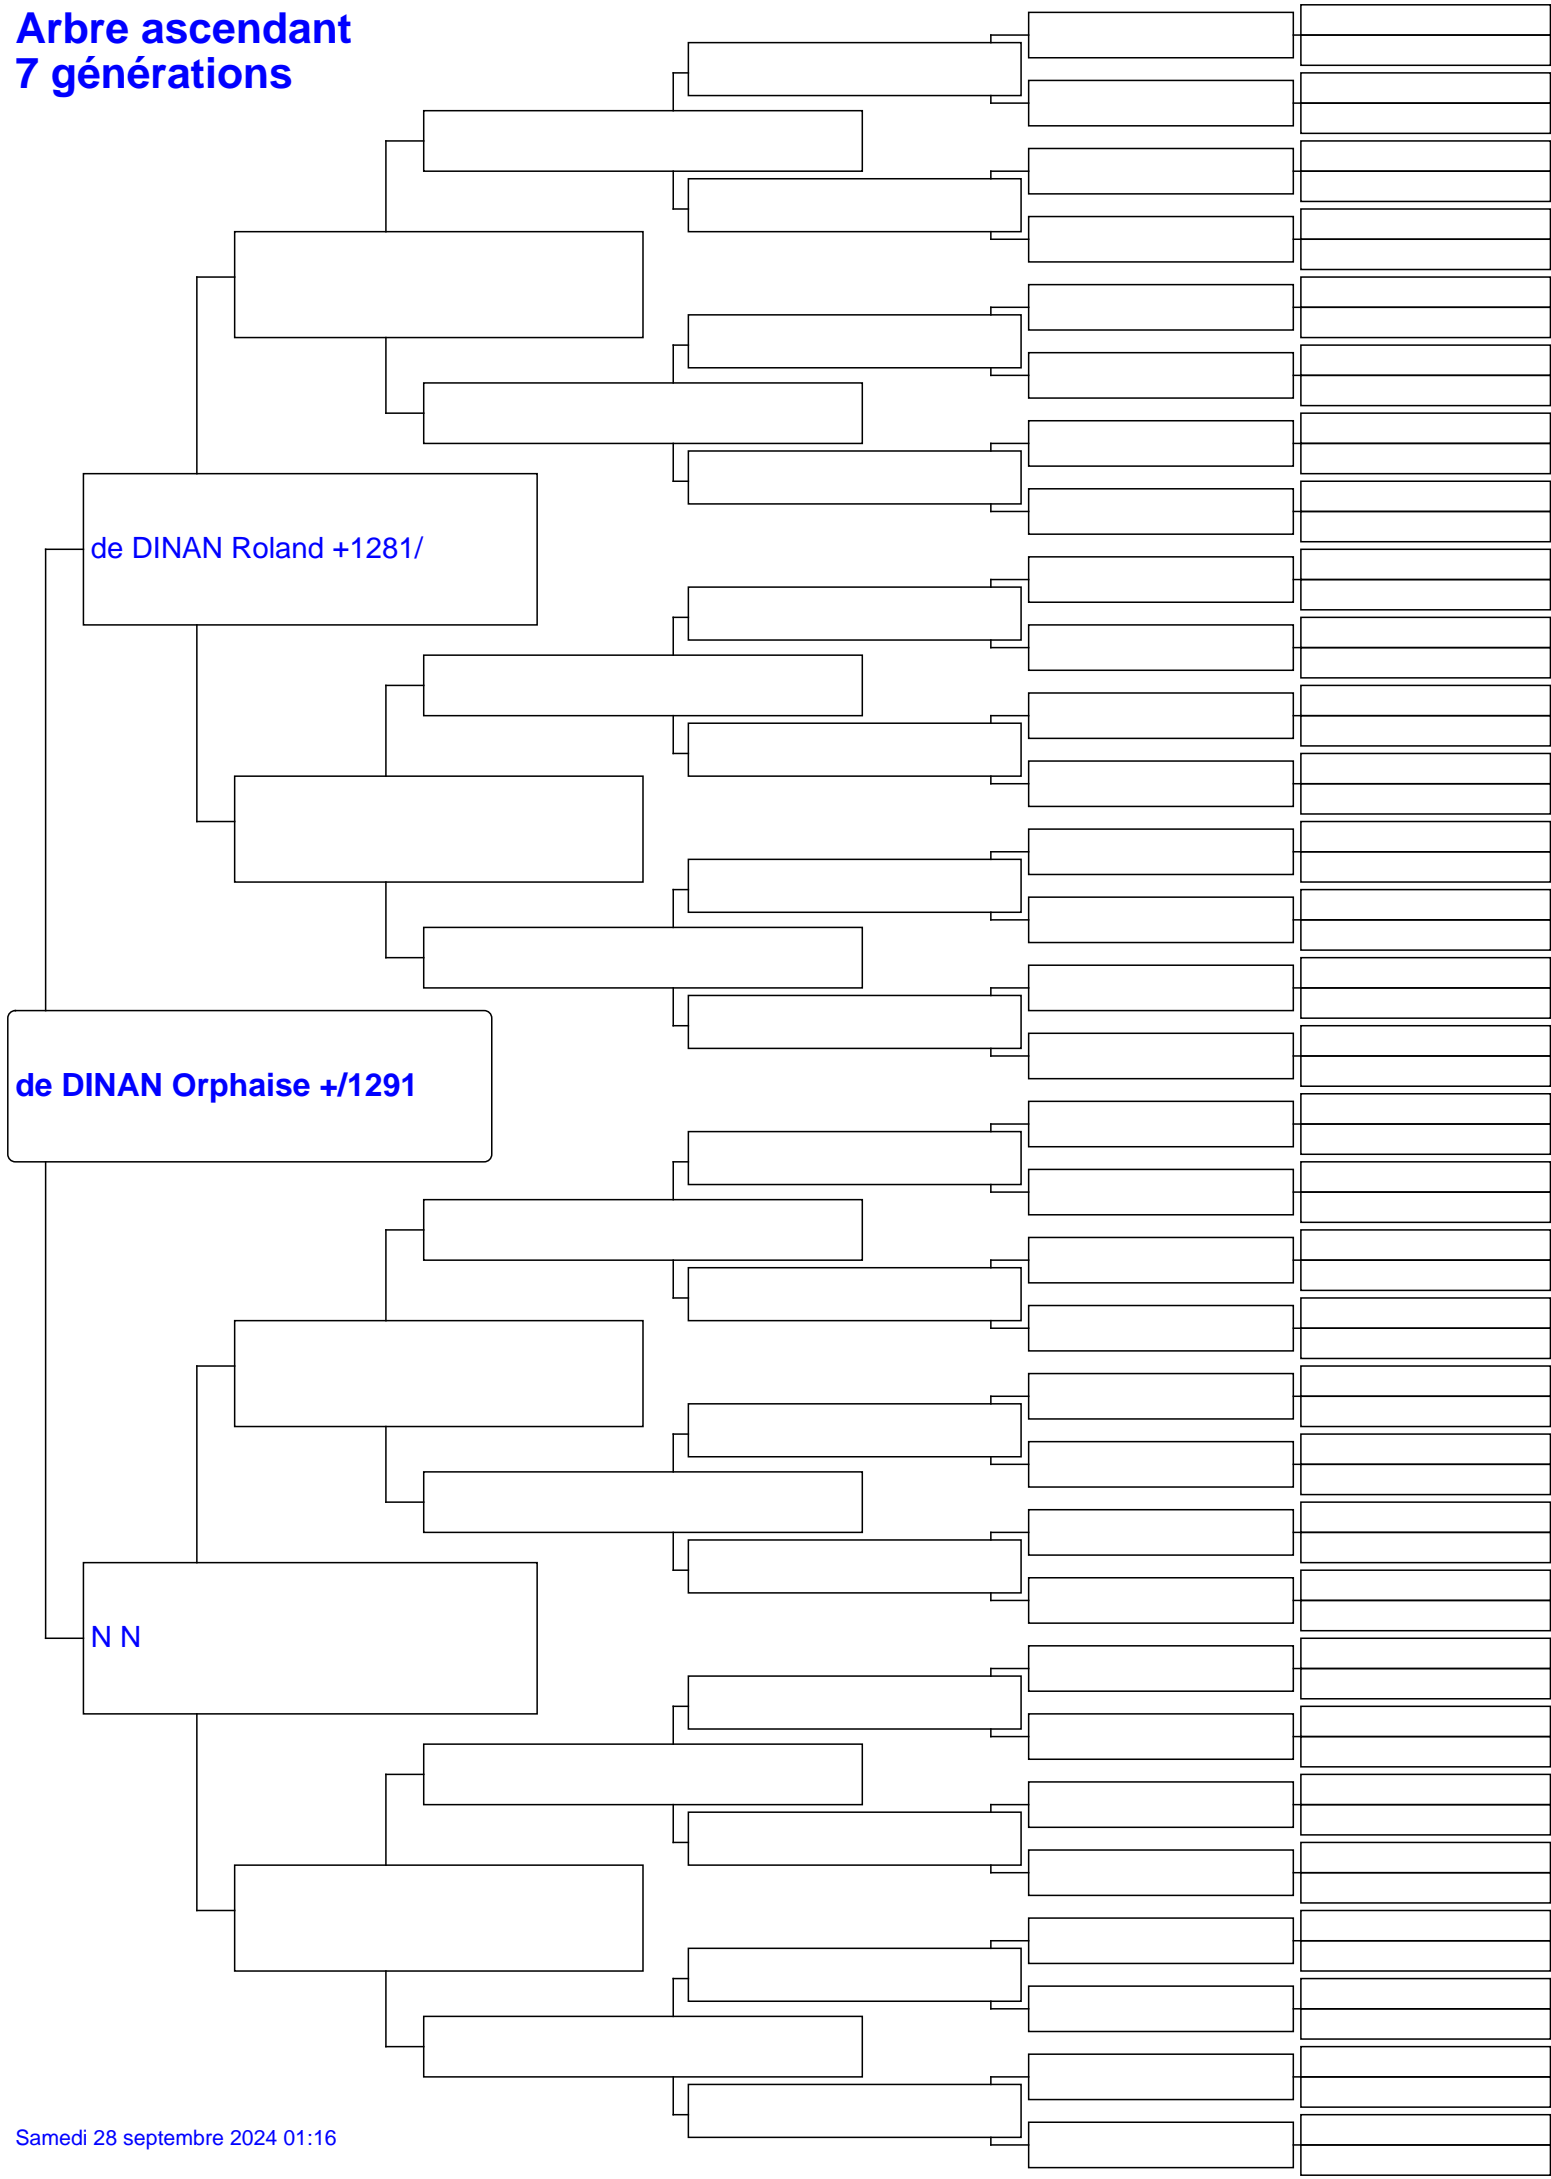 Arbre ascendant
7 générations
de DINAN Roland +1281/
de DINAN Orphaise +/1291
N N
Samedi 28 septembre 2024 01:16